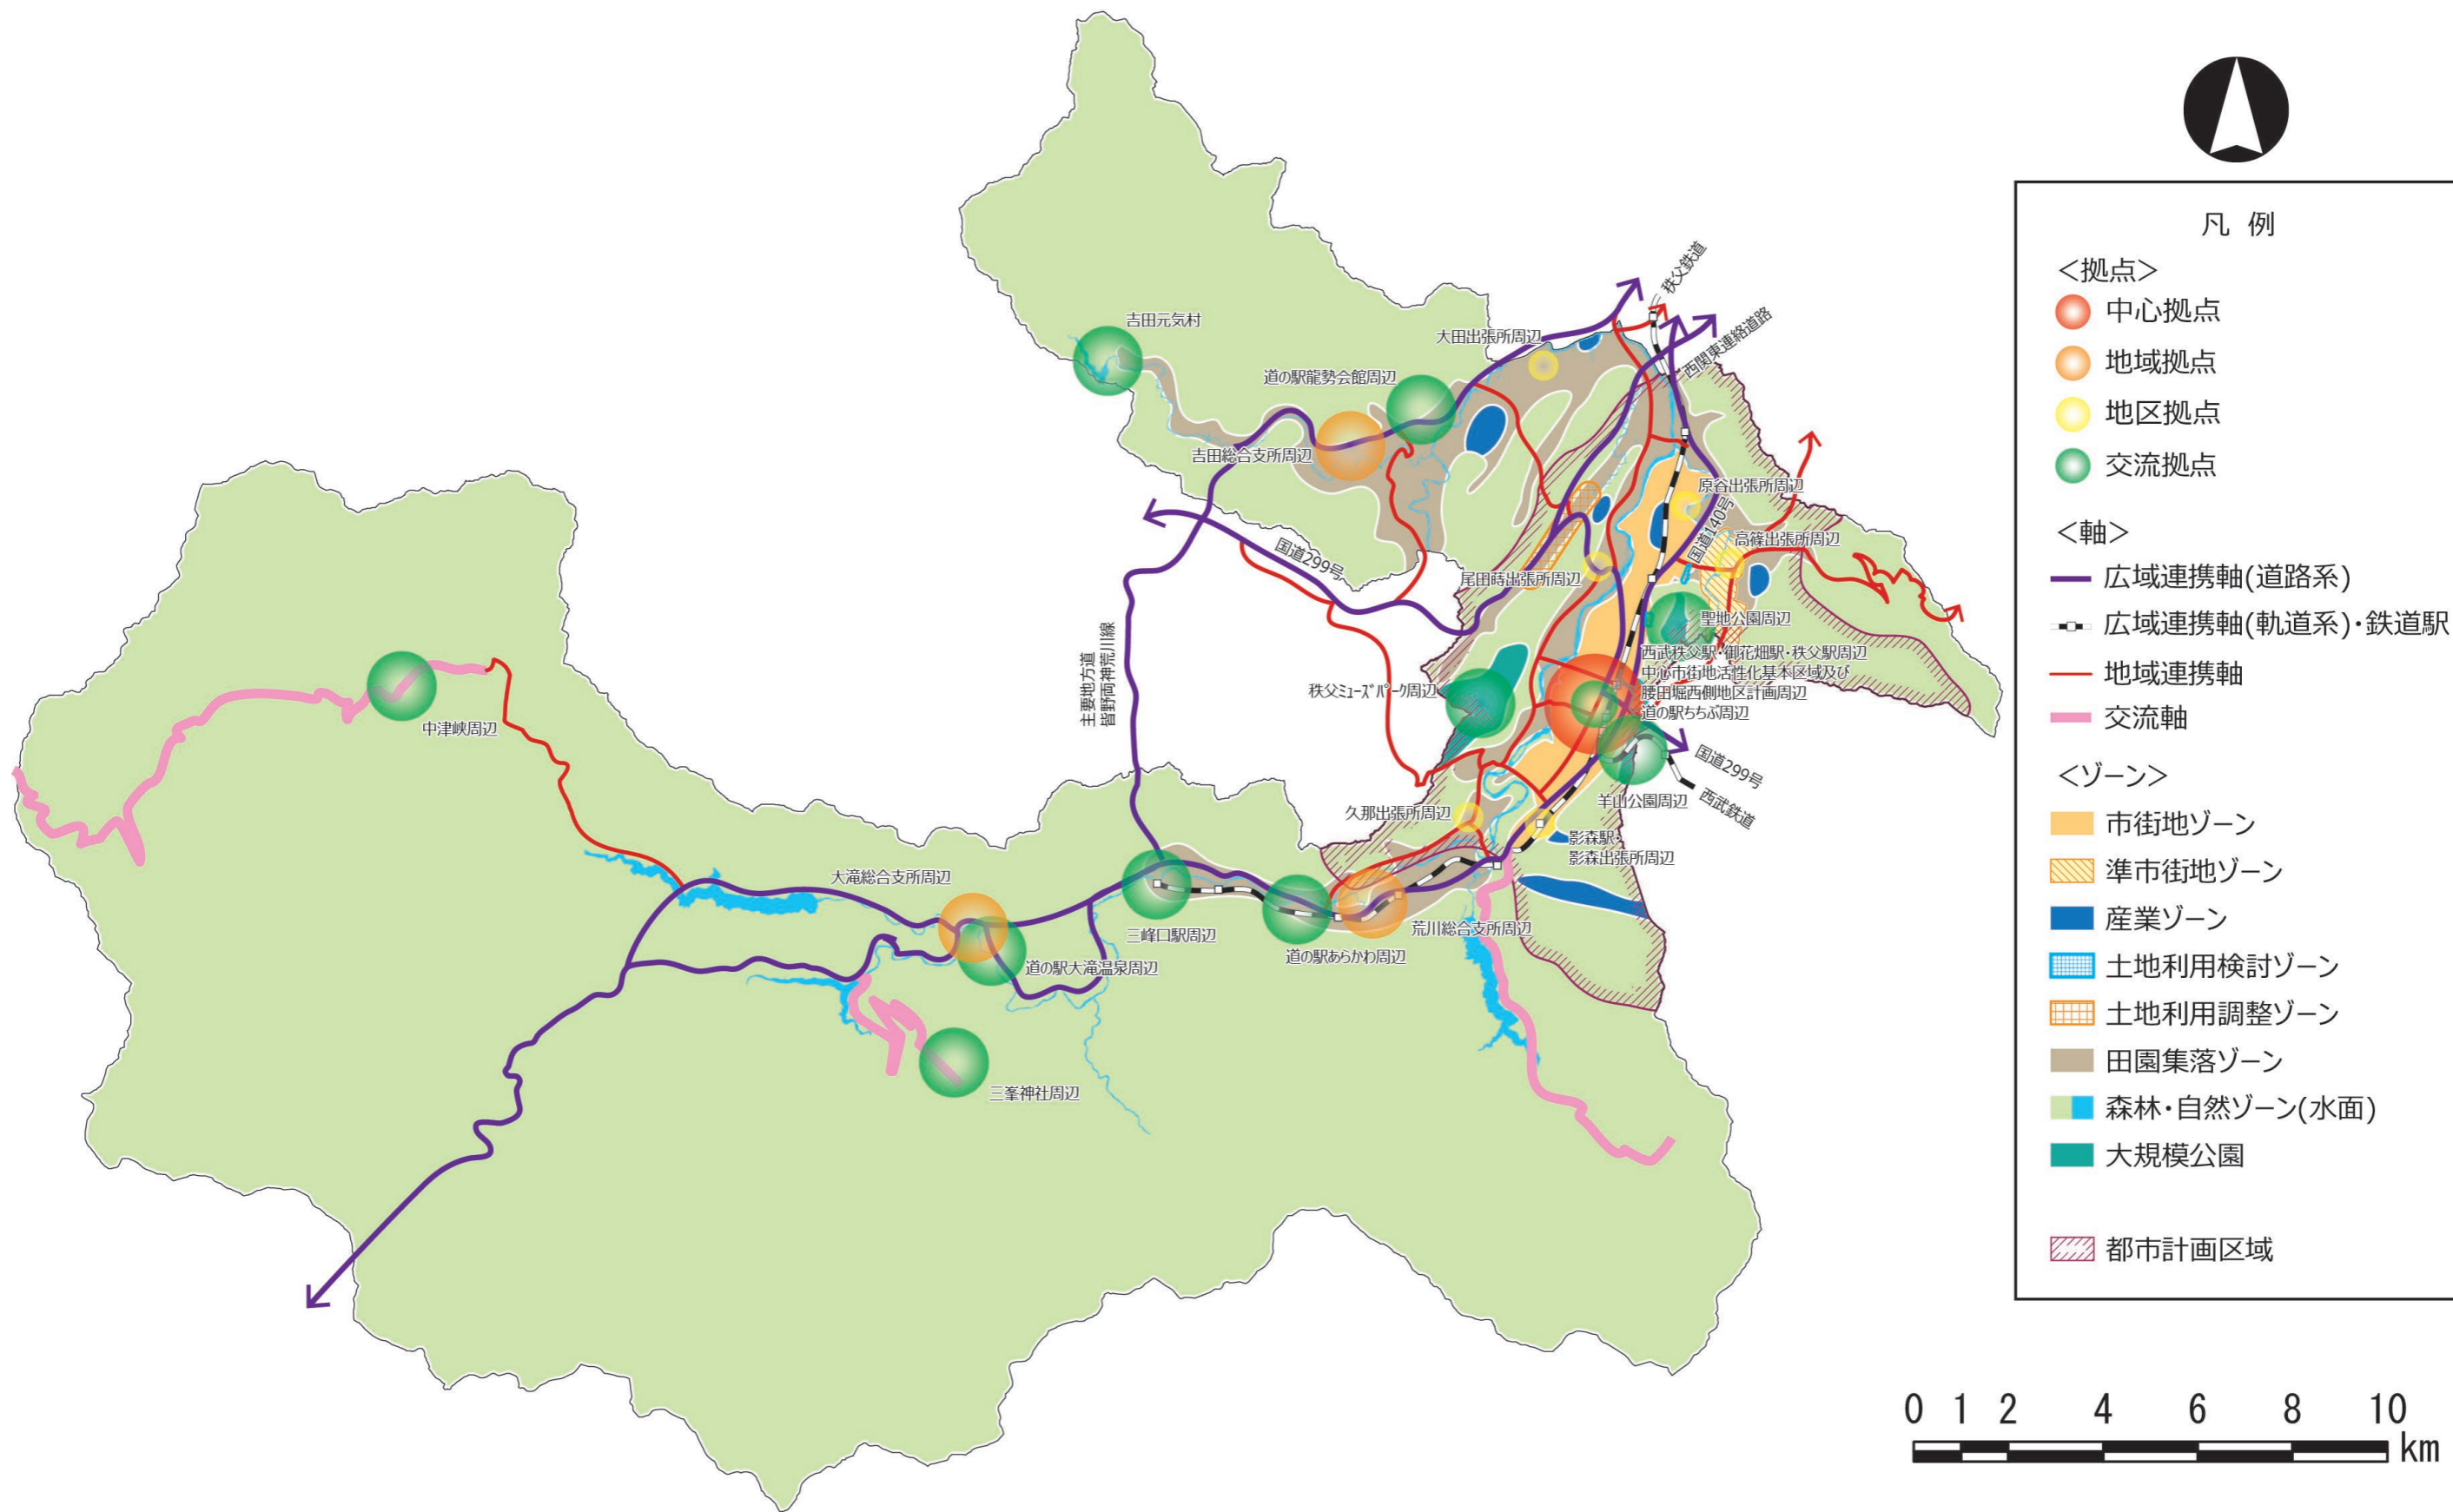 秩父鉄道
西関東連絡道路
吉田元気村
大田出張所周辺
道の駅龍勢会館周辺
吉田総合支所周辺
原谷出張所周辺
国道140号
高篠出張所周辺
国道299号
尾田蒔出張所周辺
聖地公園周辺
西武秩父駅・御花畑駅・秩父駅周辺
中心市街地活性化基本区域及び
腰田堀西側地区計画周辺
道の駅ちちぶ周辺
主要地方道
皆野両神荒川線
秩父ミューズパーク周辺
中津峡周辺
国道299号
西武鉄道
羊山公園周辺
久那出張所周辺
影森駅・
影森出張所周辺
大滝総合支所周辺
三峰口駅周辺
荒川総合支所周辺
道の駅あらかわ周辺
道の駅大滝温泉周辺
三峯神社周辺
凡 例
<拠点>
中心拠点
地域拠点
地区拠点
交流拠点
<軸>
広域連携軸(道路系)
広域連携軸(軌道系)・鉄道駅
地域連携軸
交流軸
<ゾーン>
市街地ゾーン
準市街地ゾーン
産業ゾーン
土地利用検討ゾーン
土地利用調整ゾーン
田園集落ゾーン
森林・自然ゾーン(水面)
大規模公園
都市計画区域
0 1 2 4 6 8 10
km